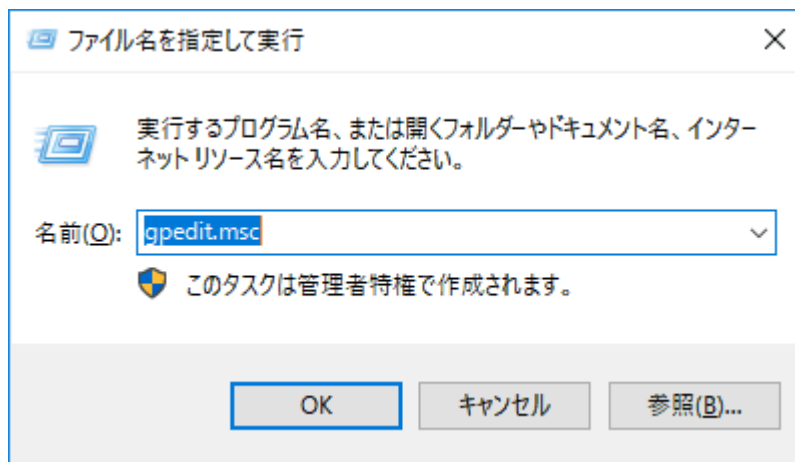 ファイル名を指定して実行
実行するプログラム名、または開くフォルダーやドキュメント名、インター
ネット リソース名を入力してください。
名前(O): gpedit.msc
このタスクは管理者特権で作成されます。
OK キャンセル 参照(B)...